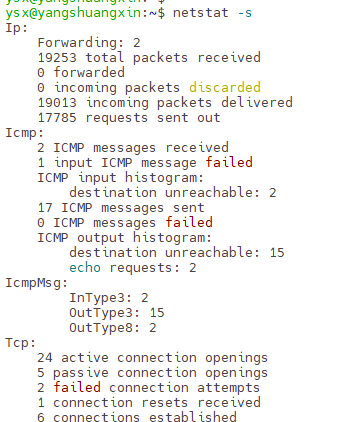 ysx@yangshuangxin:~$ netstat -s
Ip:
Forwarding: 2
19253 total packets received
0 forwarded
0 incoming packets discarded
19013 incoming packets delivered
17785 requests sent out
Icmp:
2 ICMP messages received
1 input ICMP message failed
ICMP input histogram:
destination unreachable: 2
17 ICMP messages sent
0 ICMP messages failed
ICMP output histogram:
destination unreachable: 15
echo requests: 2
IcmpMsg:
InType3: 2
OutType3: 15
OutType8: 2
Tcp:
24 active connection openings
5 passive connection openings
2 failed connection attempts
1 connection resets received
6 connections established